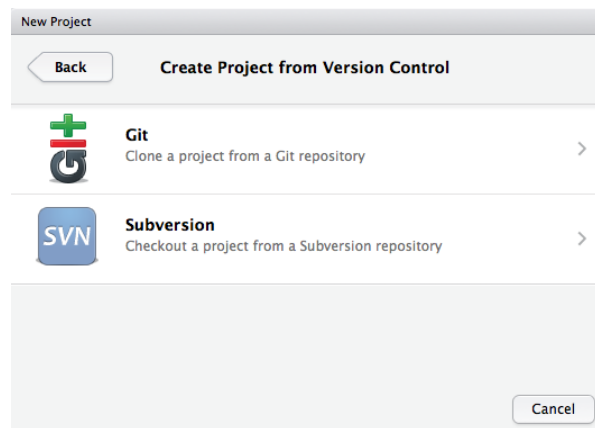 New Project
Back
Create Project from Version Control
Git
Clone a project from a Git repository
SVN
Subversion
Checkout a project from a Subversion repository
Cancel